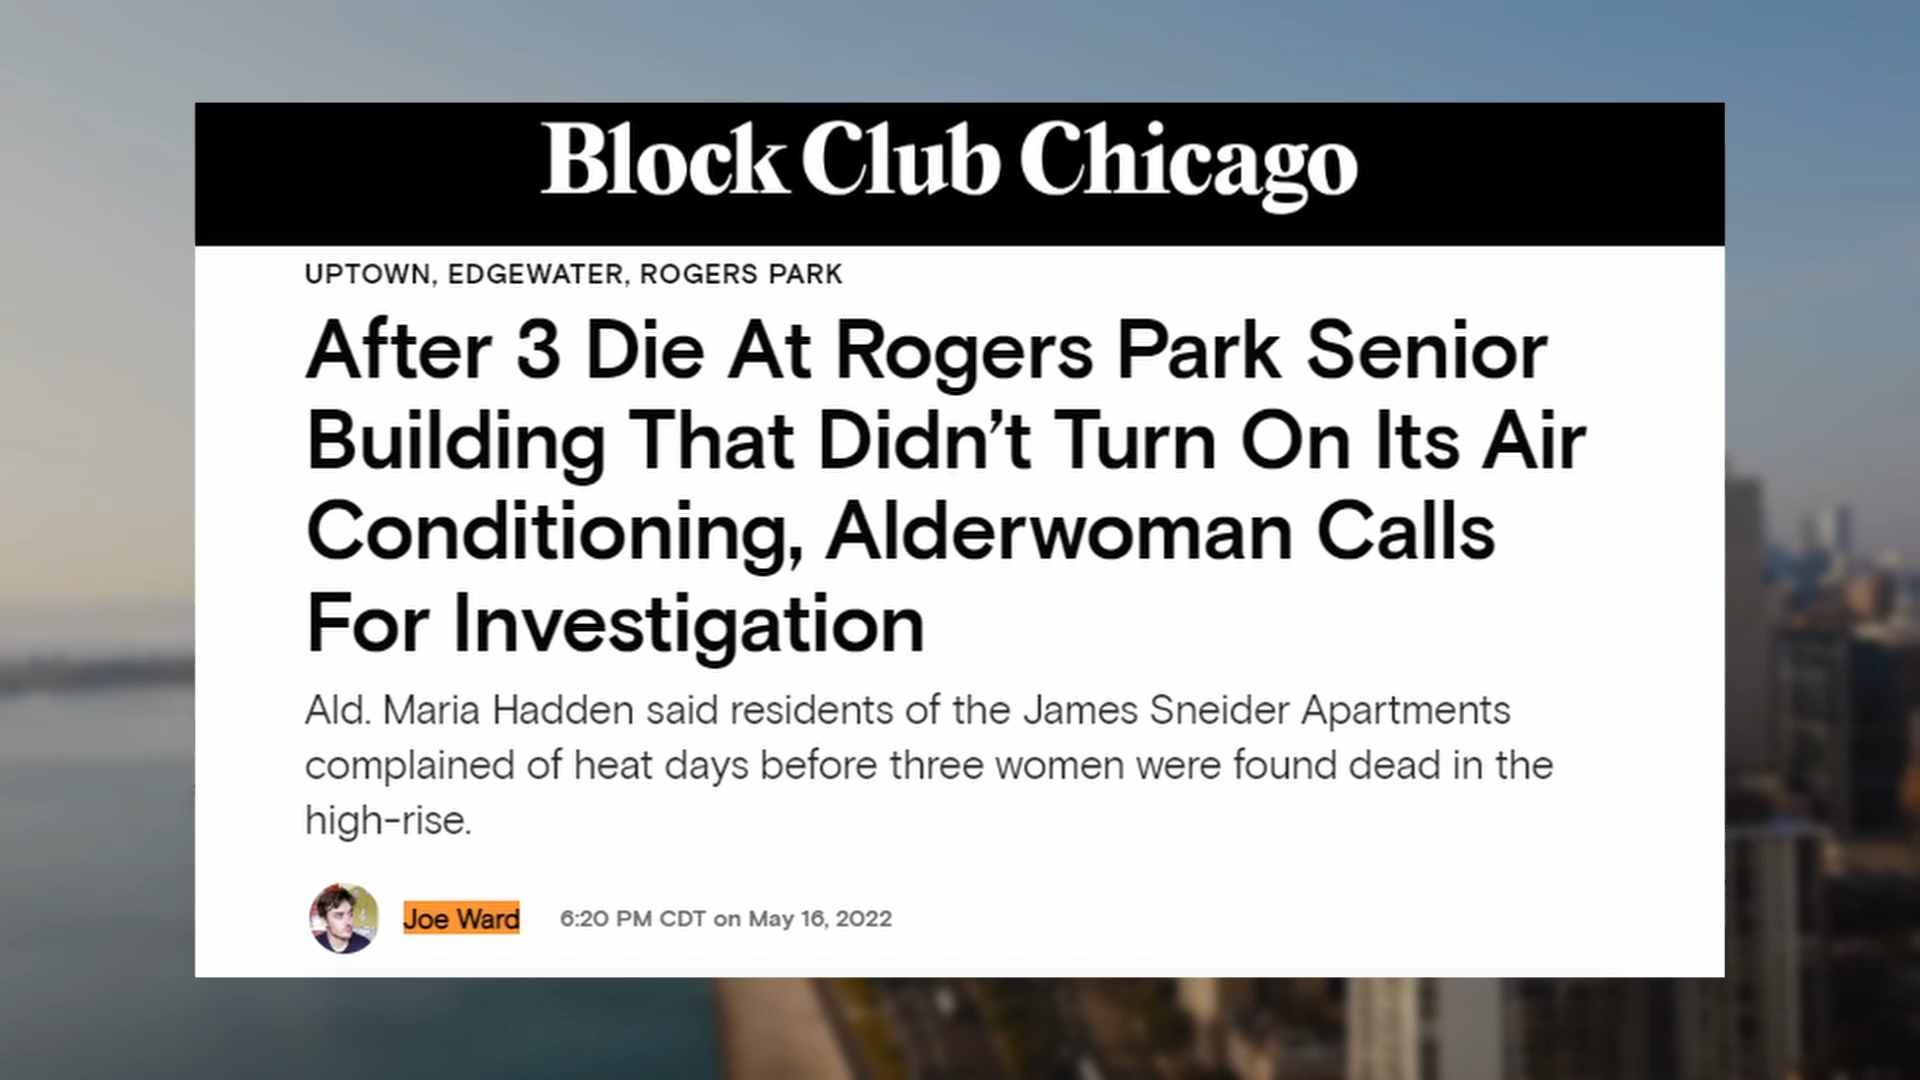 Block Club Chicago
UPTOWN, EDGEWATER, ROGERS PARK
After 3 Die At Rogers Park Senior
Building That Didn’t Turn On Its Air
Conditioning, Alderwoman Calls
For Investigation
Ald. Maria Hadden said residents of the James Sneider Apartments
complained of heat days before three women were found dead in the
high-rise.
Joe Ward 6:20 PM CDT on May 16, 2022